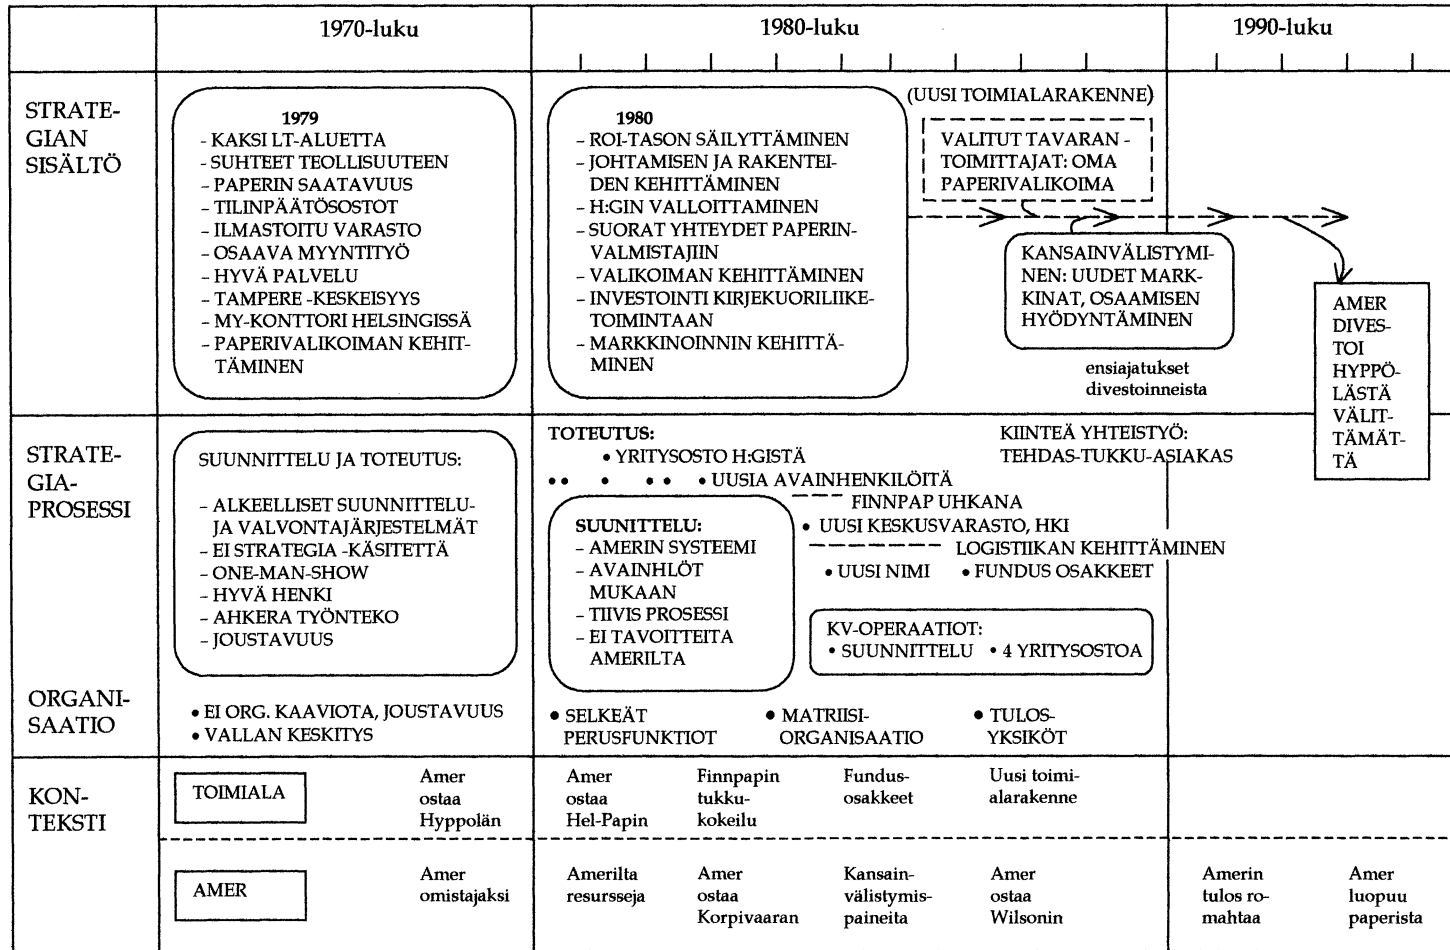 1970-luku
1980-luku
1990-luku
STRATE-
GIAN
SISÄLTÖ
1979
- KAKSI LT-ALUETTA
- SUHTEET TEOLLISUUTEEN
- PAPERIN SAATAVUUS
- TILINPÄÄTÖSOSTOT
- ILMASTOITU VARASTO
- OSAAVA MYYNTITYÖ
- HYVÄ PALVELU
- TAMPERE -KESKEISYYS
- MY-KONTTORI HELSINGISSÄ
- PAPERIVALIKOIMAN KEHIT-
TÄMINEN
1980
- ROI-TASON SÄILYTTÄMINEN
- JOHTAMISEN JA RAKENTEI-
DEN KEHITTÄMINEN
- H:GIN VALLOITTAMINEN
- SUORAT YHTEYDET PAPERIN-
VALMISTAJIIN
- VALIKOIMAN KEHITTÄMINEN
- INVESTOINTI KIRJEKUORILIIKE-
TOIMINTAAN
- MARKKINOINNIN KEHITTÄ-
MINEN
(UUSI TOIMIALARAKENNE)
VALITUT TAVARAN -
TOIMITTAJAT: OMA
PAPERIVALIKOIMA
KANSAINVÄLISTYMI-
NEN: UUDET MARK-
KINAT, OSAAMISEN
HYÖDYNTÄMINEN
ensiajatukset
divestoinneista
AMER
DIVES-
TOI
HYPPÖ-
LÄSTÄ
VÄLIT-
TÄMÄT-
TÄ
STRATE-
GIA-
PROSESSI
SUUNNITTELU JA TOTEUTUS:
- ALKEELLISET SUUNNITTELU-
JA VALVONTAJÄRJESTELMÄT
- EI STRATEGIA -KÄSITETTÄ
- ONE-MAN-SHOW
- HYVÄ HENKI
- AHKERA TYÖNTEKO
- JOUSTAVUUS
TOTEUTUS:
• YRITYSOSTO H:GISTÄ
• UUSIA AVAINHENKILÖITÄ
FINNPAP UHKANA
• UUSI KESKUSVARASTO, HKI
LOGISTIIKAN KEHITTÄMINEN
• UUSI NIMI • FUNDUS OSAKKEET
KIINTEÄ YHTEISTYÖ:
TEHDAS-TUKKU-ASIAKAS
SUUNITTELU:
- AMERIN SYSTEEMI
- AVAINHLÖT
MUKAAN
- TIIVIS PROSESSI
- EI TAVOITTEITA
AMERILTA
KV-OPERAATIOT:
• SUUNNITTELU • 4 YRITYSOSTOA
ORGANI-
SAATIO
• EI ORG. KAAVIOTA, JOUSTAVUUS
• VALLAN KESKITYS
• SELKEÄT
PERUSFUNKTIOT
• MATRIISI-
ORGANISAATIO
• TULOS-
YKSIKÖT
KON-
TEKSTI
TOIMIALA
Amer
ostaa
Hyppolän
Amer
ostaa
Hel-Papin
Finnpapin
tukku-
kokeilu
Fundus-
osakkeet
Uusi toimi-
alarakenne
AMER
Amer
omistajaksi
Amerilta
resursseja
Amer
ostaa
Korpivaaran
Kansain-
välistymis-
paineita
Amer
ostaa
Wilsonin
Amerin
tulos ro-
mahtaa
Amer
luopuu
paperista